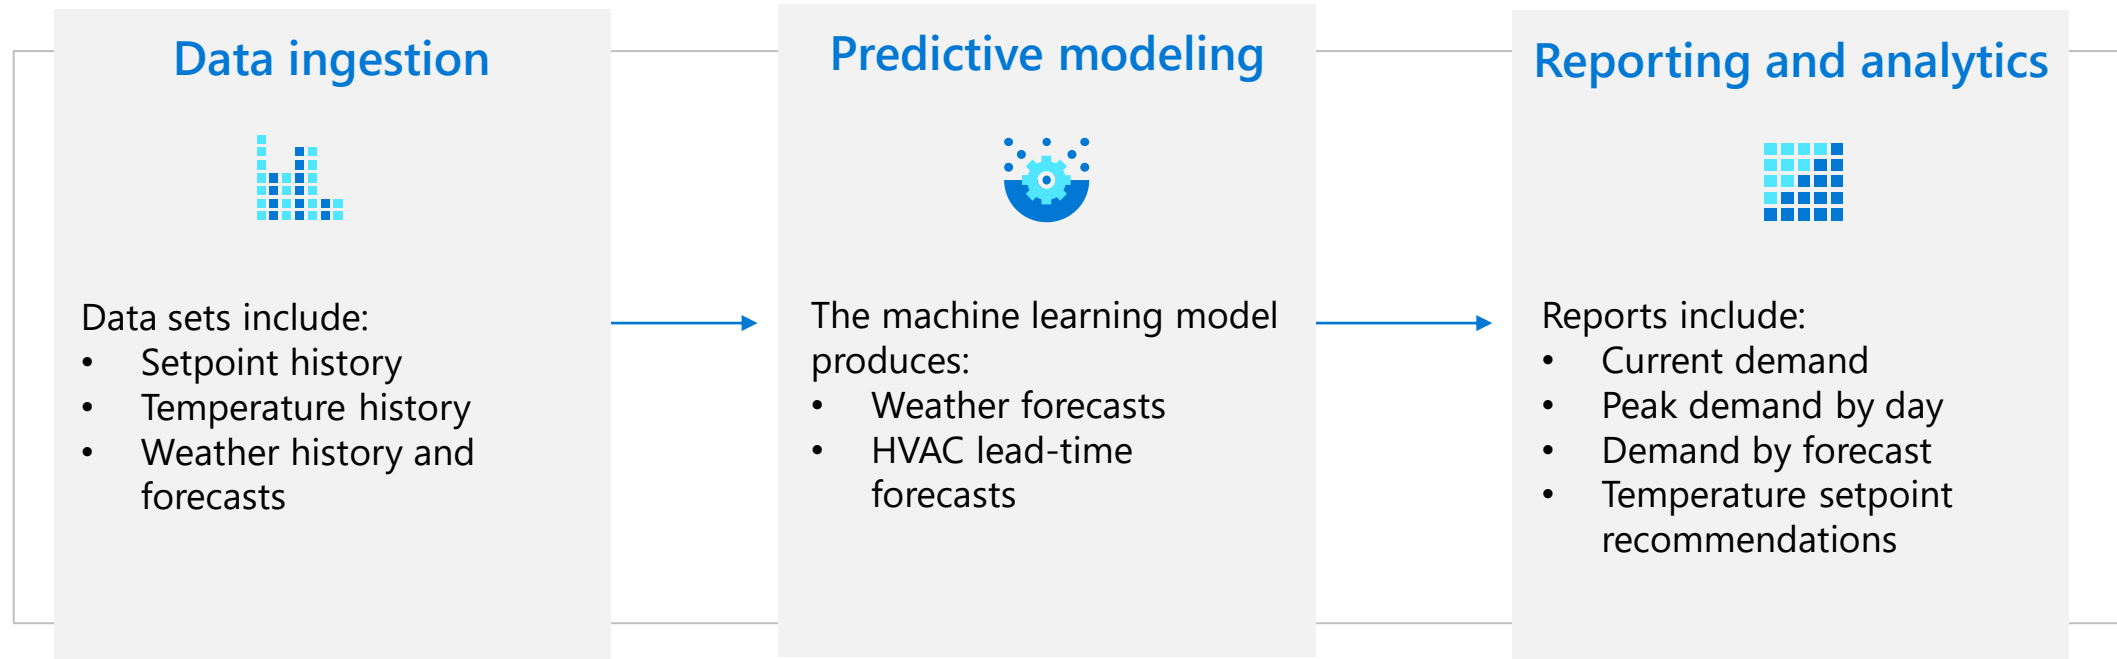 Data ingestion
Data sets include:
• Setpoint history
• Temperature history
• Weather history and
forecasts
Predictive modeling
The machine learning model
produces:
• Weather forecasts
• HVAC lead-time
forecasts
Reporting and analytics
Reports include:
• Current demand
• Peak demand by day
• Demand by forecast
• Temperature setpoint
recommendations